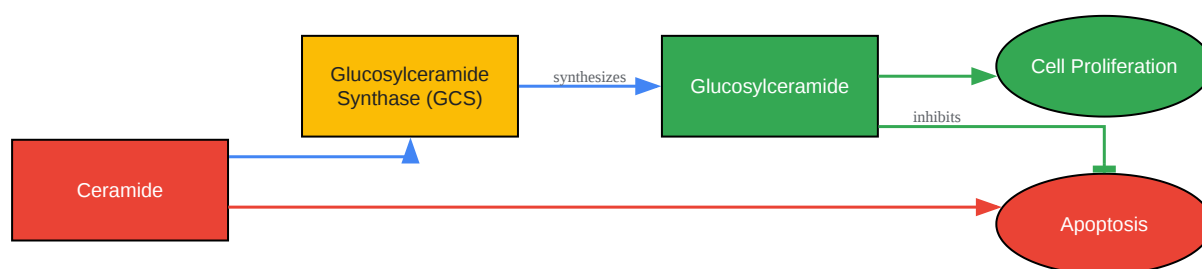 Glucosylceramide
Synthase (GCS)
synthesizes
Glucosylceramide
Cell Proliferation
inhibits
Ceramide
Apoptosis